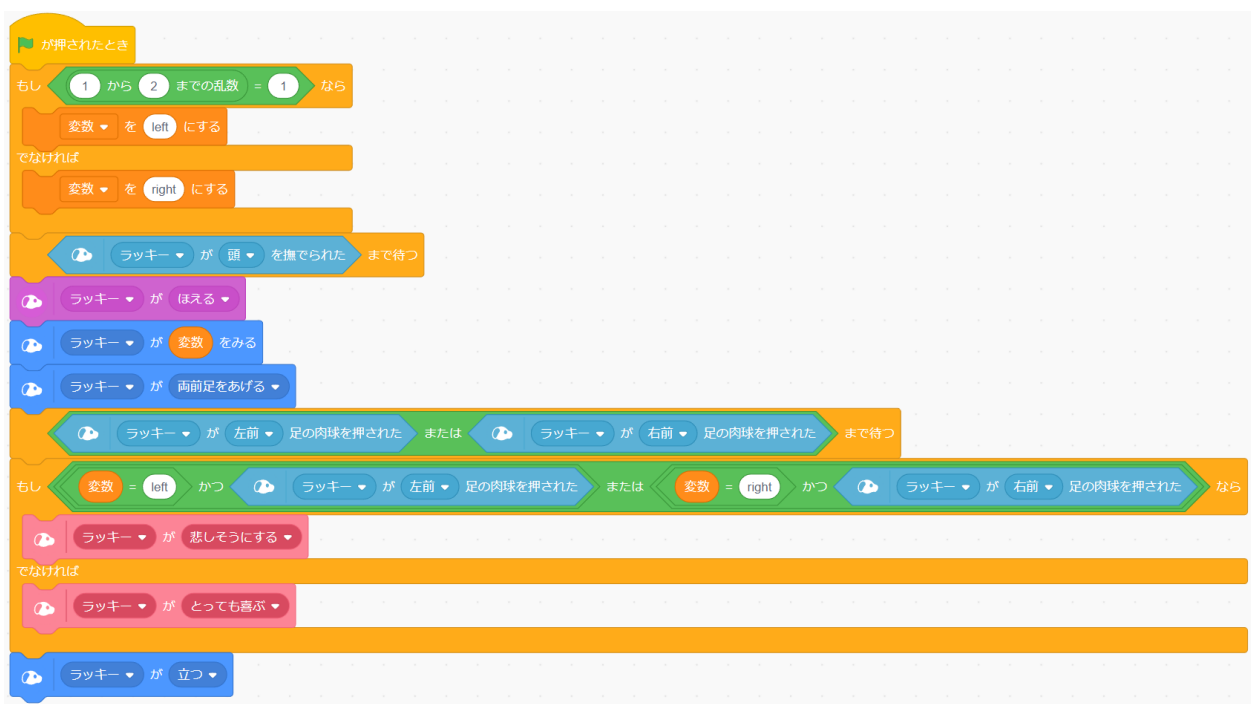 が押されたとき
もし 1 から 2 までの乱数 = 1 なら
変数 を left にする
でなければ
変数 を right にする
ラッキー が 頭 を撫でられた まで待つ
ラッキー が ほえる
ラッキー が 変数 をみる
ラッキー が 両前足をあげる
ラッキー が 左前 足の肉球を押された または ラッキー が 右前 足の肉球を押された まで待つ
もし 変数 = left かつ ラッキー が 左前 足の肉球を押された または 変数 = right かつ ラッキー が 右前 足の肉球を押された なら
ラッキー が 悲しそうにする
でなければ
ラッキー が とっても喜ぶ
ラッキー が 立つ